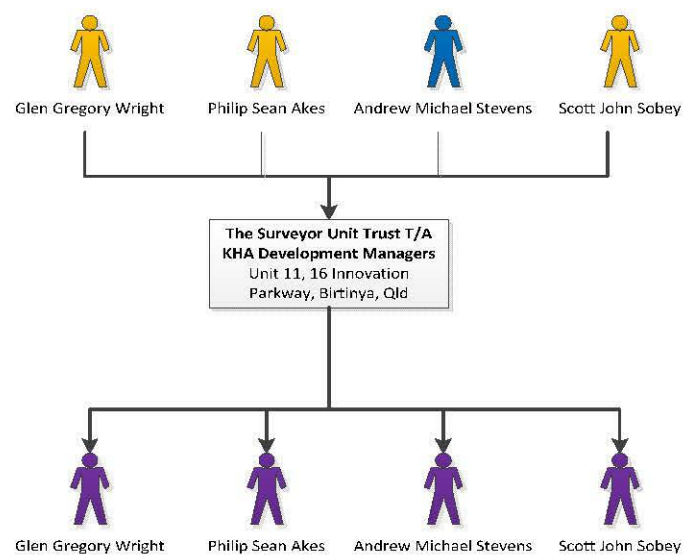 Glen Gregory Wright
Philip Sean Akes
Andrew Michael Stevens
Scott John Sobey
The Surveyor Unit Trust T/A
KHA Development Managers
Unit 11, 16 Innovation
Parkway, Birtinya, Qld
Glen Gregory Wright
Philip Sean Akes
Andrew Michael Stevens
Scott John Sobey